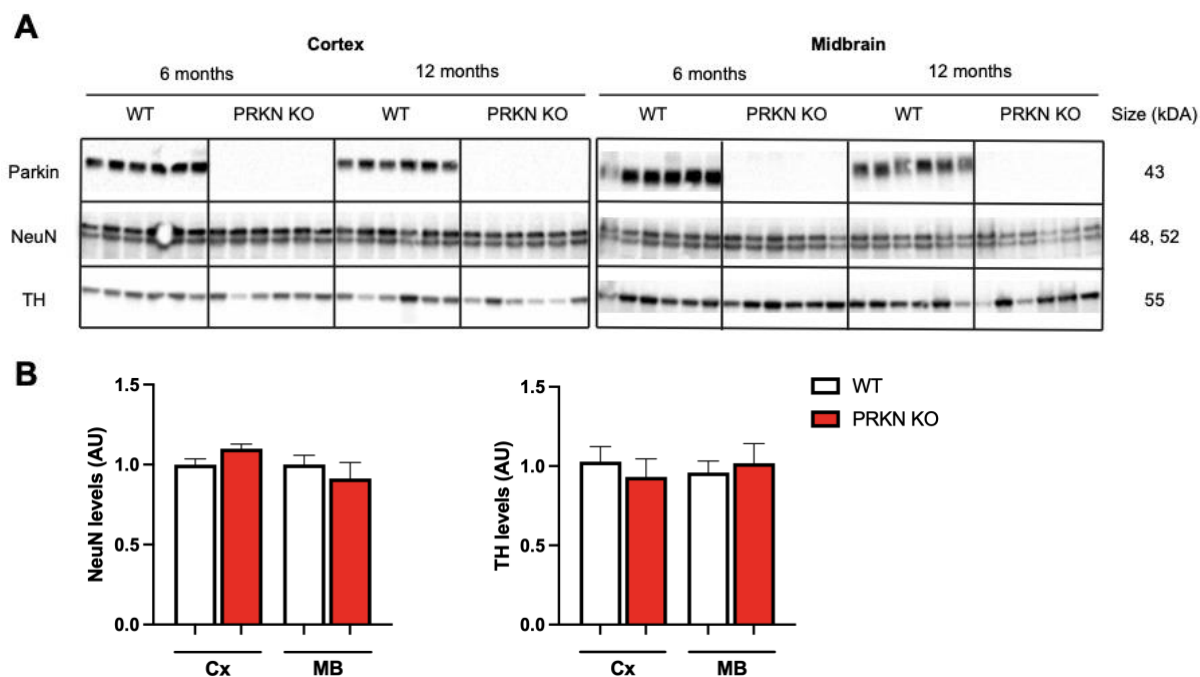 A
Cortex Midbrain
6 months 12 months 6 months 12 months
WT PRKN KO WT PRKN KO WT PRKN KO WT PRKN KO Size (kDA)
Parkin 43
NeuN 48, 52
TH 55
B
NeuN levels (AU)
1.5
1.0
0.5
0.0
Cx MB
TH levels (AU)
1.5
1.0
0.5
0.0
Cx MB
WT
PRKN KO